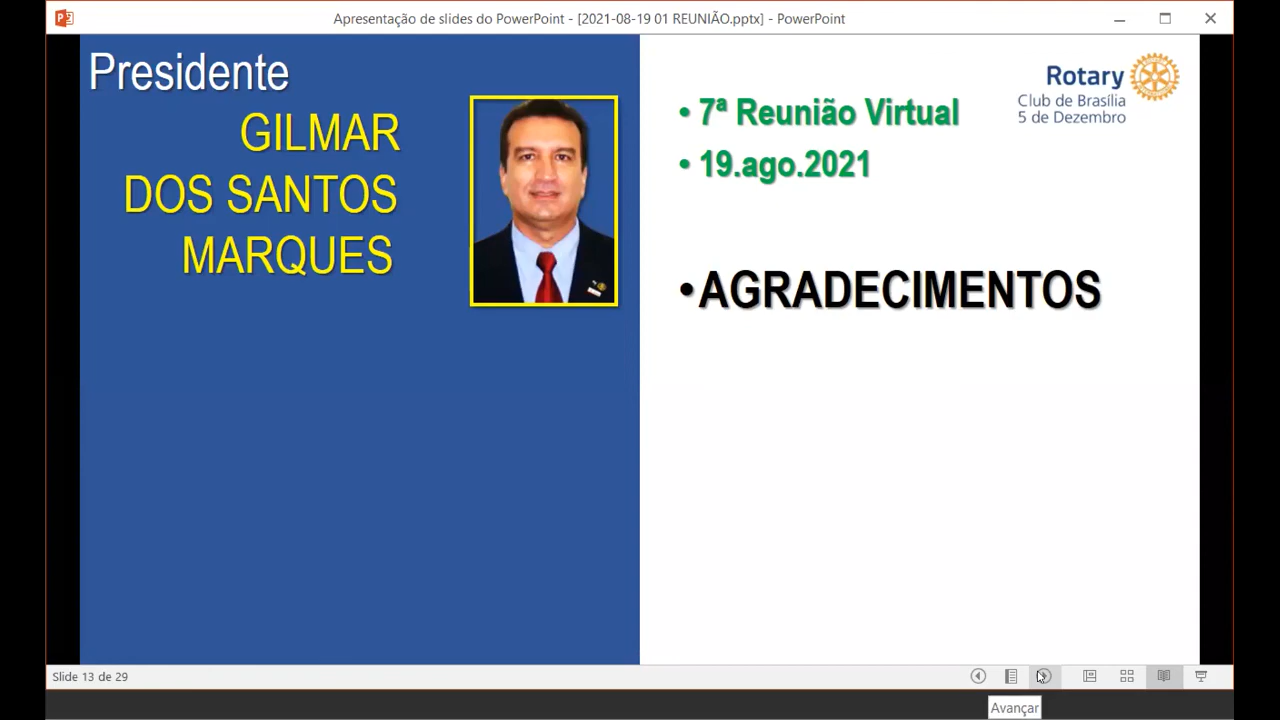 Apresentação de slides do PowerPoint - [2021-08-19 01 REUNIÃO.pptx] - PowerPoint
Presidente
GILMAR
DOS SANTOS
MARQUES
• 7ª Reunião Virtual
• 19.ago.2021
Rotary
Club de Brasília
5 de Dezembro
•AGRADECIMENTOS
Slide 13 de 29
Avançar